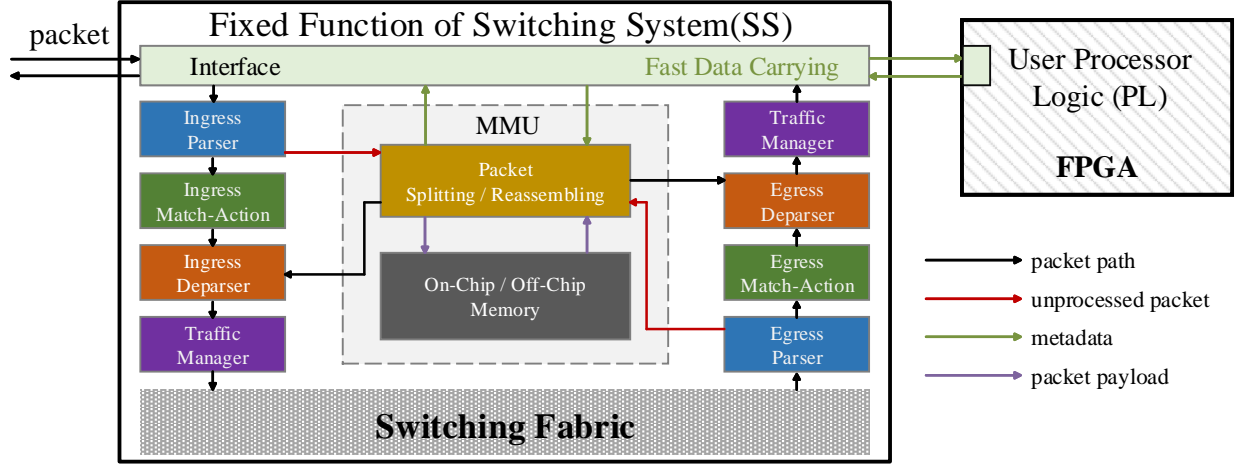 Fixed Function of Switching System(SS)
packet
Interface
Fast Data Carrying
Ingress
Parser
Ingress
Match-Action
Ingress
Deparser
Traffic
Manager
MMU
Packet
Splitting / Reassembling
On-Chip / Off-Chip
Memory
Traffic
Manager
Egress
Deparser
Egress
Match-Action
Egress
Parser
Switching Fabric
User Processor
Logic (PL)
FPGA
packet path
unprocessed packet
metadata
packet payload